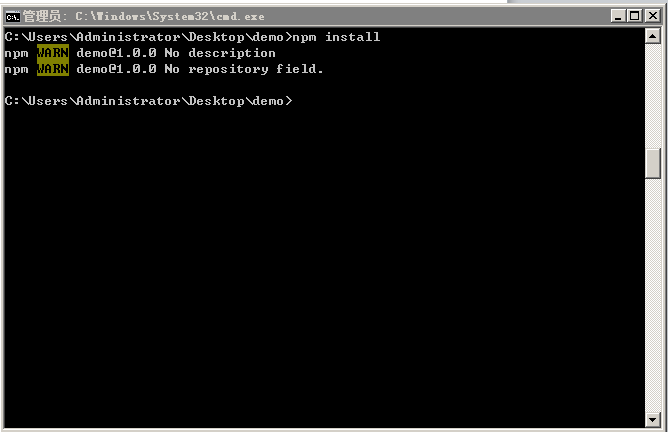 管理员: C:\Windows\System32\cmd.exe
C:\Users\Administrator\Desktop\demo>npm install
npm WARN demo@1.0.0 No description
npm WARN demo@1.0.0 No repository field.
C:\Users\Administrator\Desktop\demo>